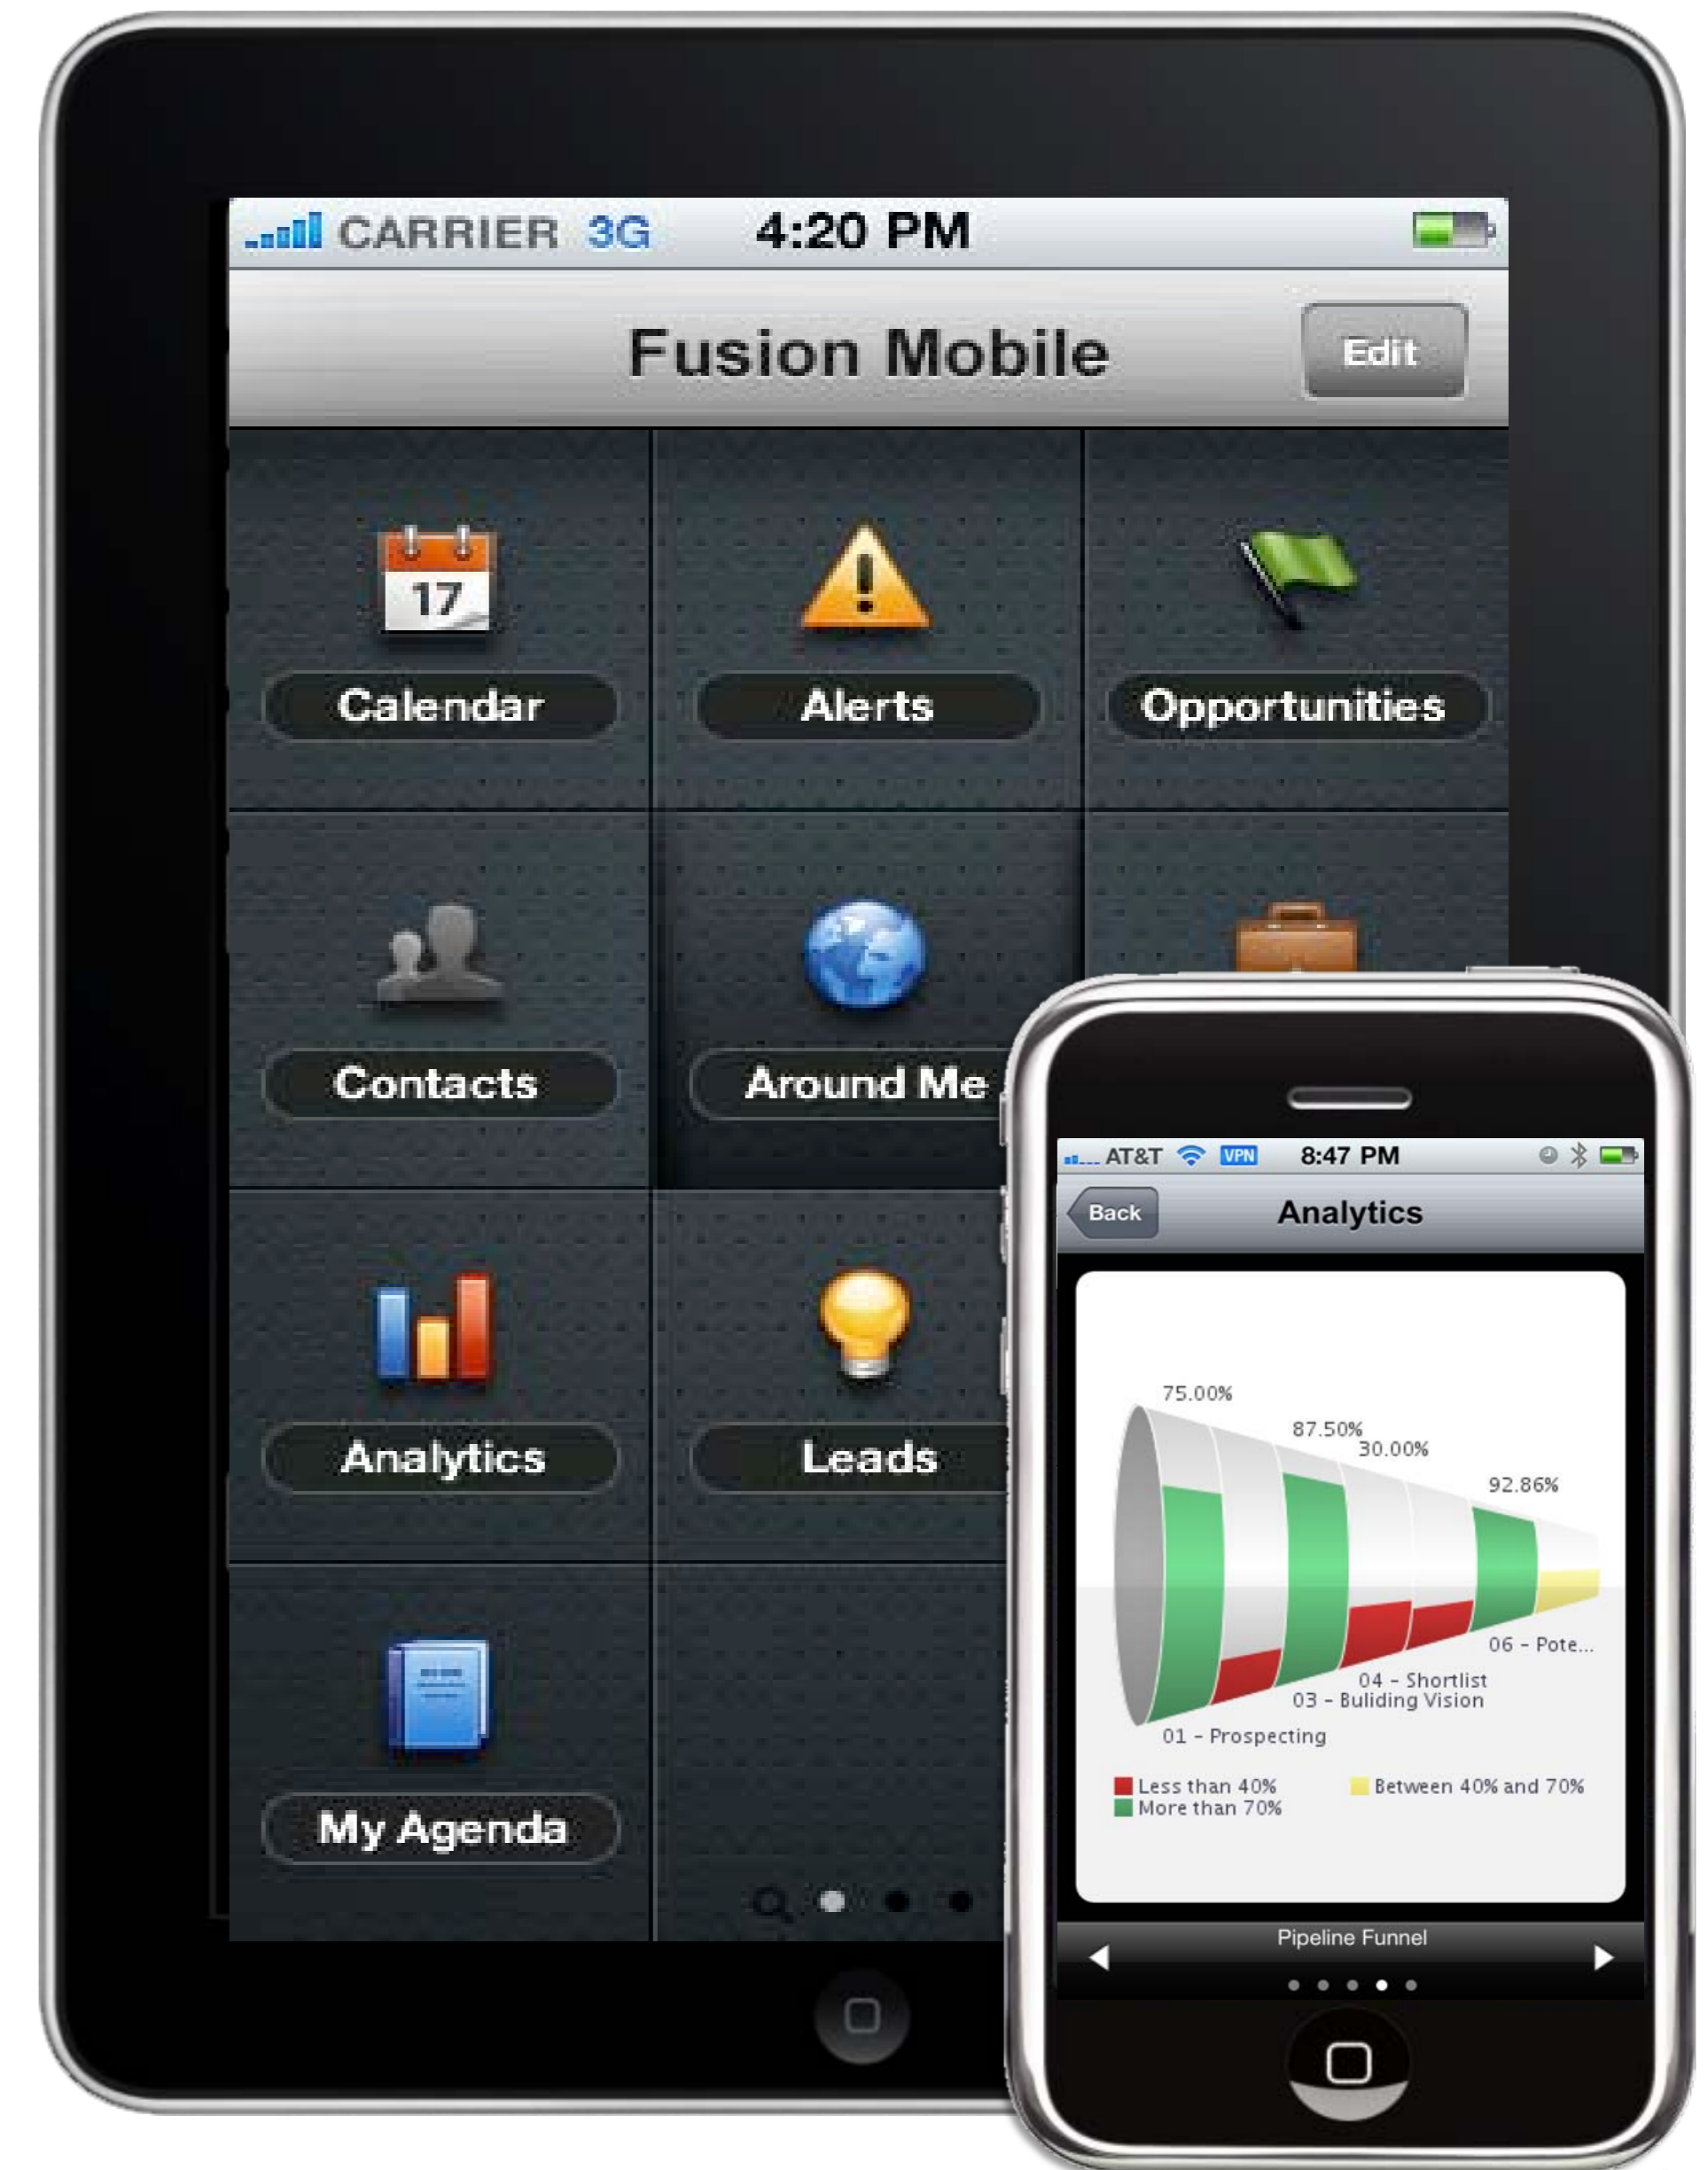 CARRIER 3G 4:20 PM
Fusion Mobile Edit
17
Calendar Alerts Opportunities
Contacts Around Me
Analytics Leads
My Agenda
AT&T VPN 8:47 PM
Back Analytics
75.00%
87.50%
30.00%
92.86%
06 - Pote...
04 - Shortlist
03 - Buliding Vision
01 - Prospecting
Less than 40% Between 40% and 70%
More than 70%
Pipeline Funnel